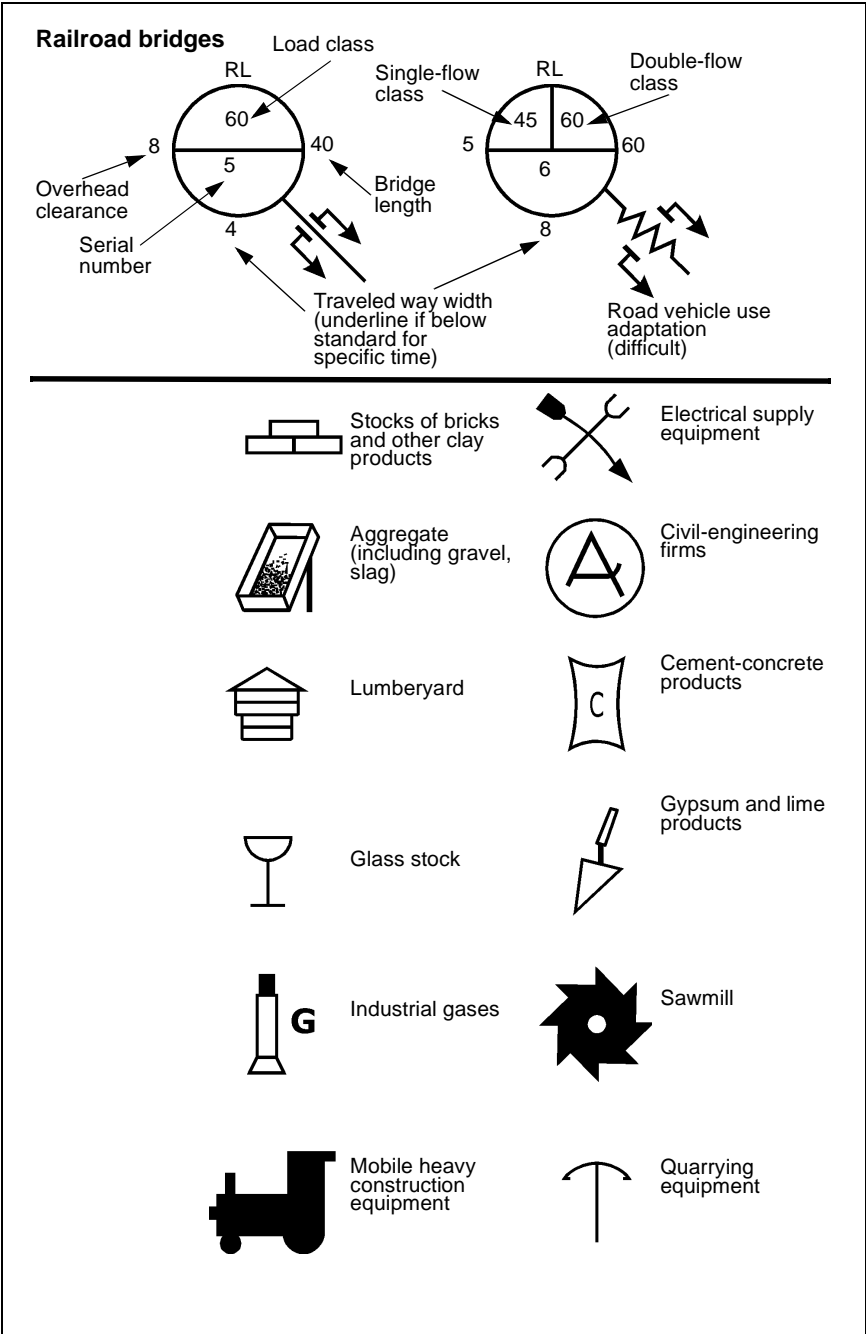 Railroad bridges
Load class
RL
60
8
40
5
4
Overhead
clearance
Serial
number
Bridge
length
Single-flow
class
RL
Double-flow
class
45
60
5
60
6
8
Traveled way width
(underline if below
standard for
specific time)
Road vehicle use
adaptation
(difficult)
Stocks of bricks
and other clay
products
Electrical supply
equipment
Aggregate
(including gravel,
slag)
A
Civil-engineering
firms
Lumberyard
C
Cement-concrete
products
Glass stock
Gypsum and lime
products
G
Industrial gases
Sawmill
Mobile heavy
construction
equipment
Quarrying
equipment